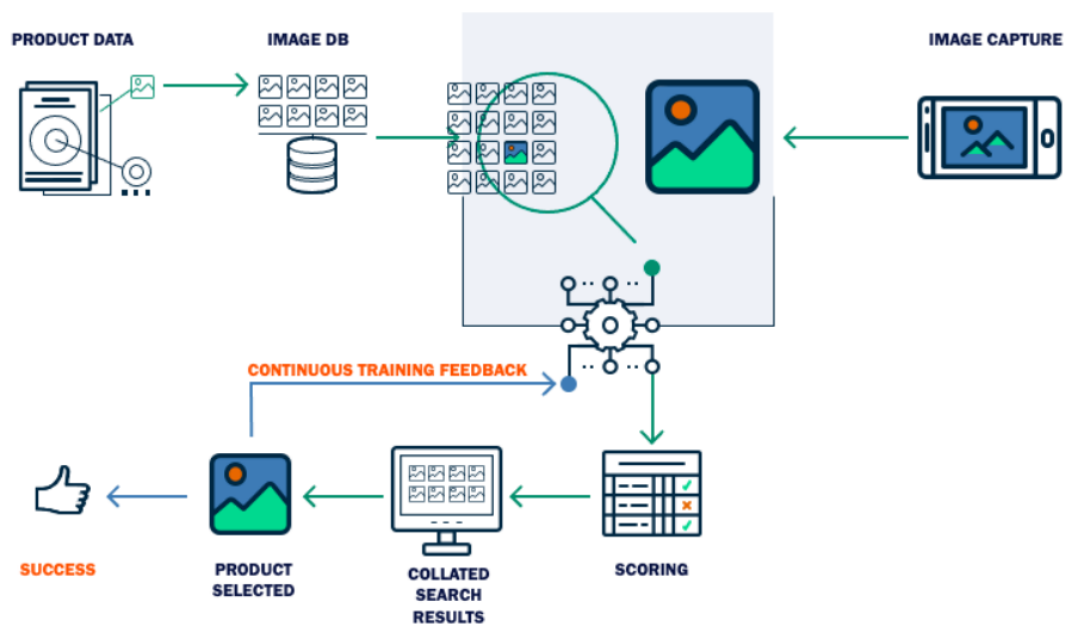 PRODUCT DATA
IMAGE DB
IMAGE CAPTURE
CONTINUOUS TRAINING FEEDBACK
SUCCESS
PRODUCT
SELECTED
COLLATED
SEARCH
RESULTS
SCORING